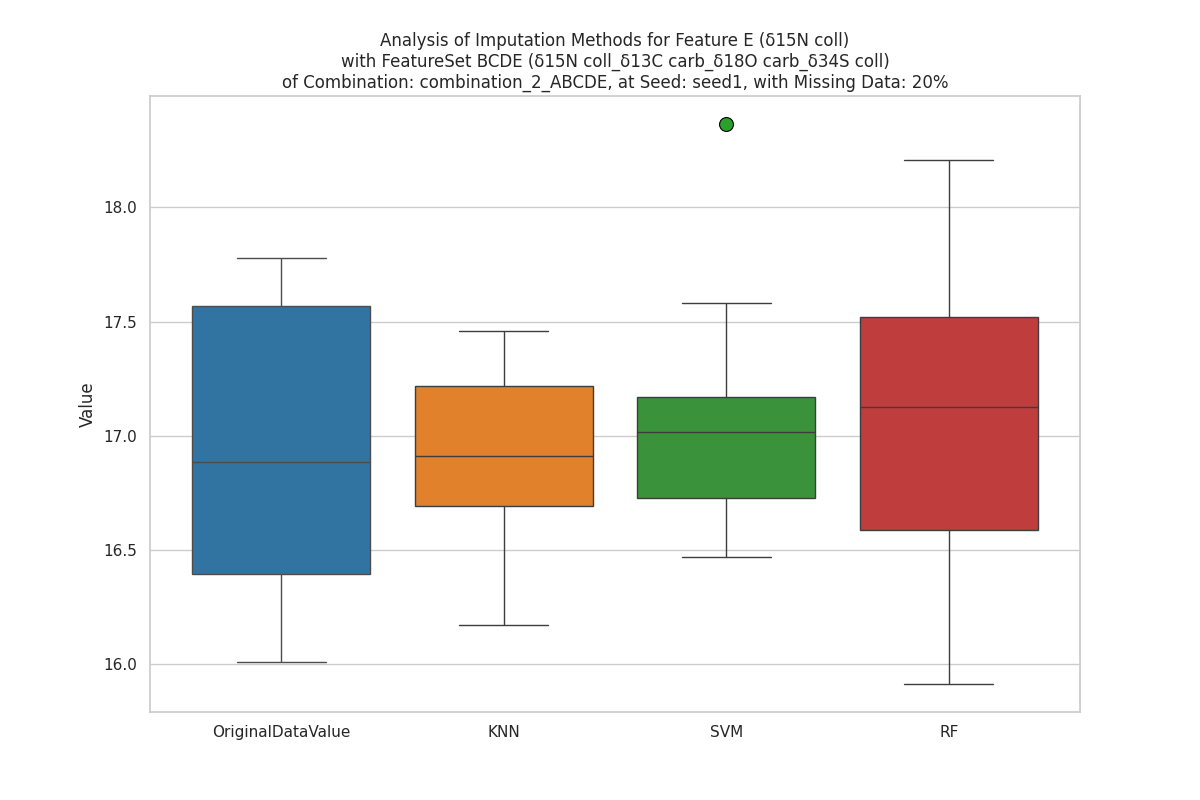 Analysis of Imputation Methods for Feature E (δ15N coll)
with FeatureSet BCDE (δ15N coll_δ13C carb_δ18O carb_δ34S coll)
of Combination: combination_2_ABCDE, at Seed: seed1, with Missing Data: 20%
Value
18.0
17.5
17.0
16.5
16.0
OriginalDataValue
KNN
SVM
RF